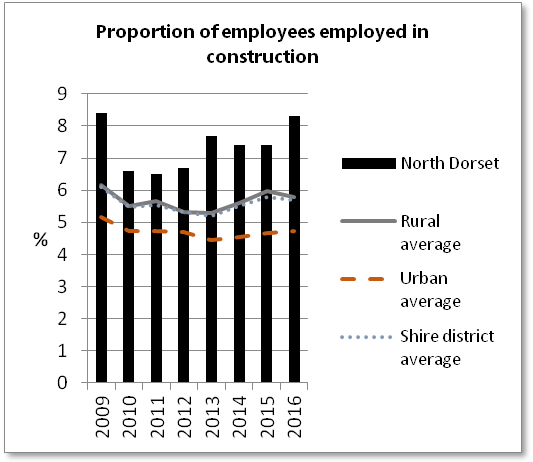 Proportion of employees employed in
construction
9
8
7
6
5
4
3
2
1
0
%
2009
2010
2011
2012
2013
2014
2015
2016
North Dorset
Rural
average
Urban
average
Shire district
average